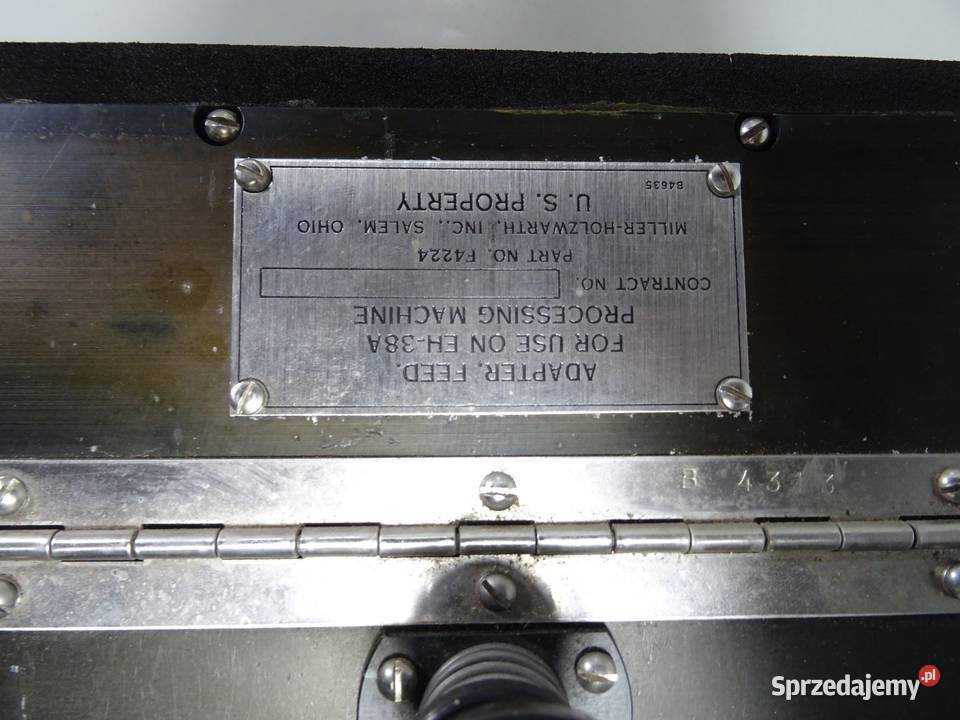 ADAPTER, FEED.
FOR USE ON EH-38A
PROCESSING MACHINE
CONTRACT NO.
PART NO. F4224
MILLER-HOLZWARTH, INC., SALEM, OHIO
U. S. PROPERTY
B4635
B 4313
Sprzedajemy.pl